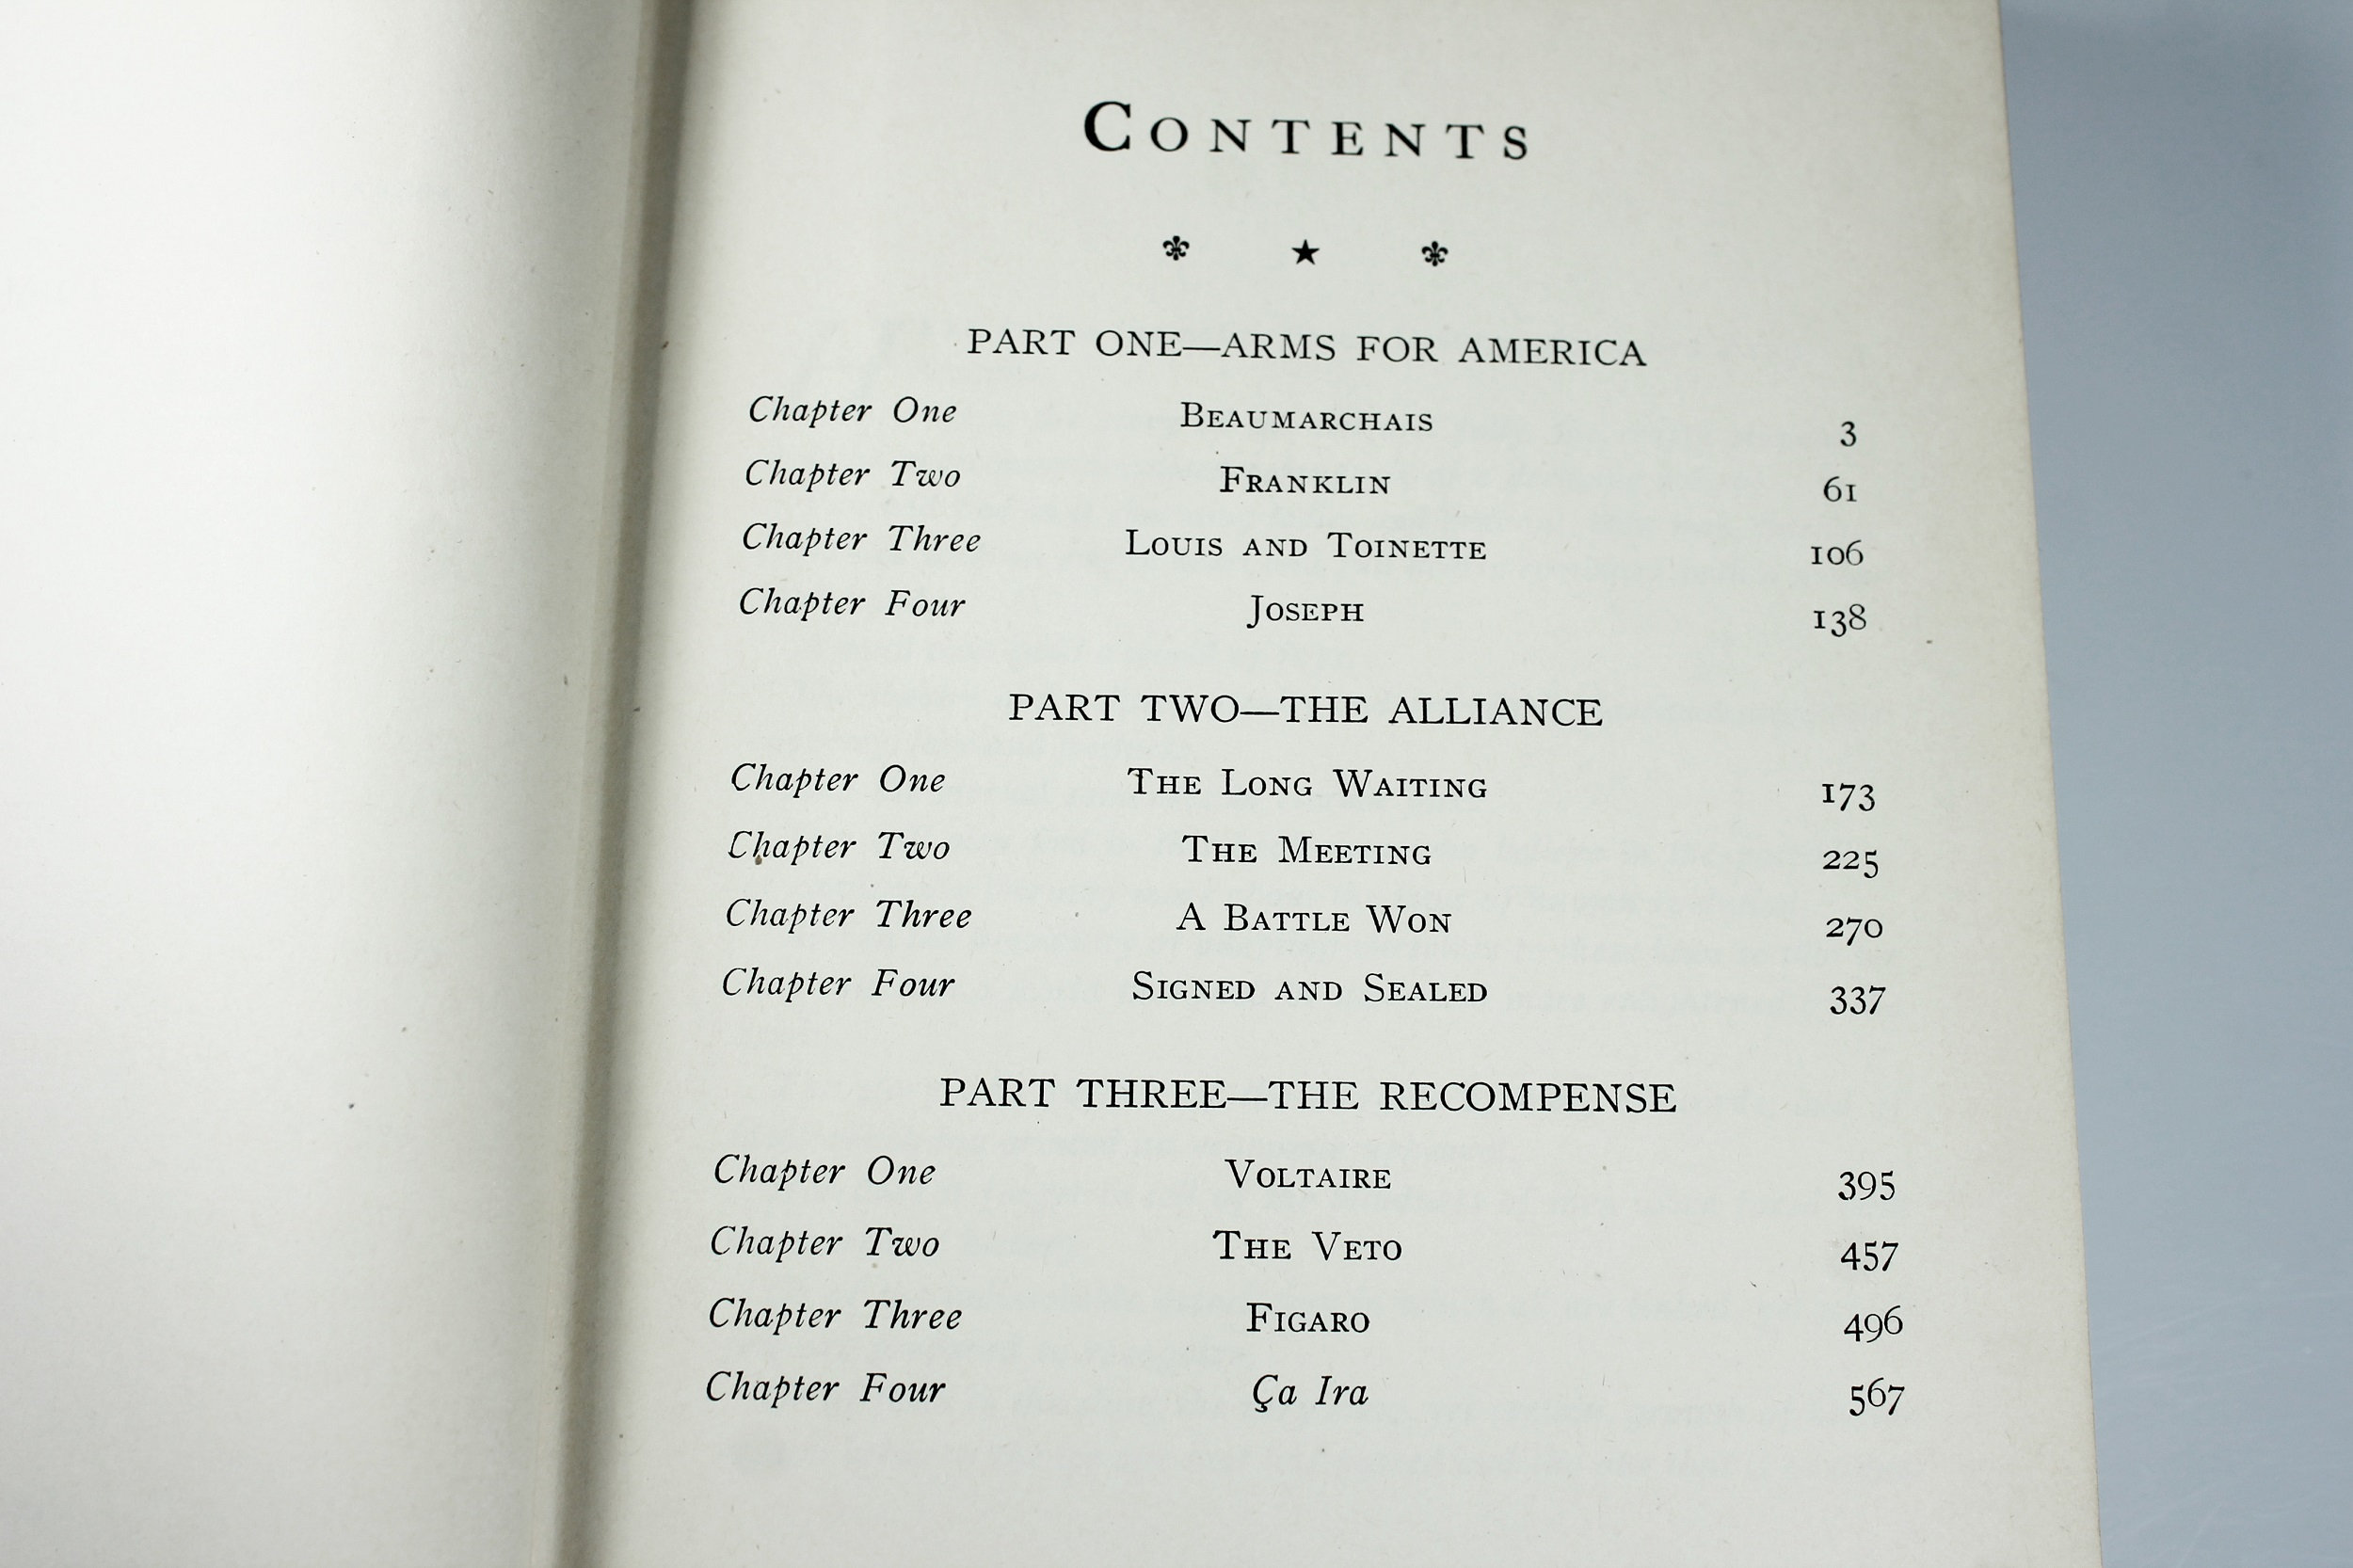 CONTENTS
PART ONE—ARMS FOR AMERICA
Chapter One BEAUMARCHAIS 3
Chapter Two FRANKLIN 61
Chapter Three LOUIS AND TOINETTE 106
Chapter Four JOSEPH 138
PART TWO—THE ALLIANCE
Chapter One THE LONG WAITING 173
Chapter Two THE MEETING 225
Chapter Three A BATTLE WON 270
Chapter Four SIGNED AND SEALED 337
PART THREE—THE RECOMPENSE
Chapter One VOLTAIRE 395
Chapter Two THE VETO 457
Chapter Three FIGARO 496
Chapter Four Ça Ira 567